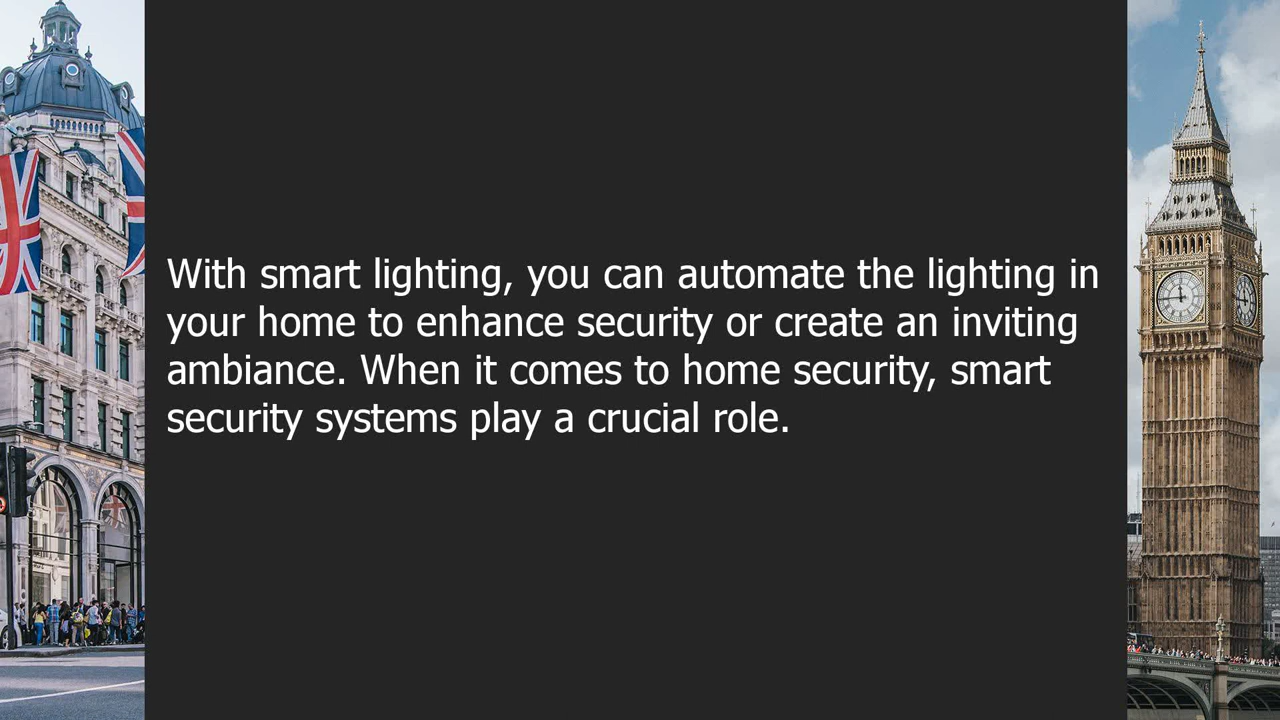 With smart lighting, you can automate the lighting in
your home to enhance security or create an inviting
ambiance. When it comes to home security, smart
security systems play a crucial role.